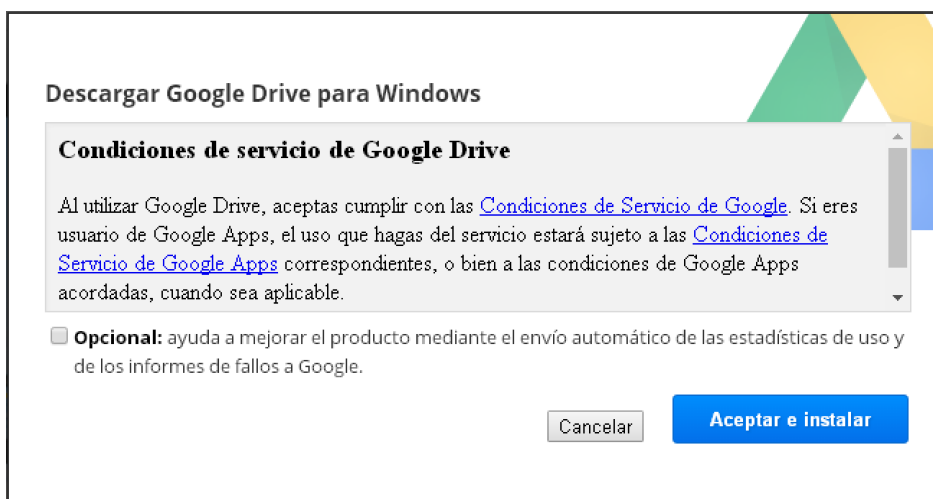 Descargar Google Drive para Windows
Condiciones de servicio de Google Drive
Al utilizar Google Drive, aceptas cumplir con las Condiciones de Servicio de Google. Si eres
usuario de Google Apps, el uso que hagas del servicio estará sujeto a las Condiciones de
Servicio de Google Apps correspondientes, o bien a las condiciones de Google Apps
acordadas, cuando sea aplicable.
Opcional: ayuda a mejorar el producto mediante el envío automático de las estadísticas de uso y
de los informes de fallos a Google.
Cancelar
Aceptar e instalar